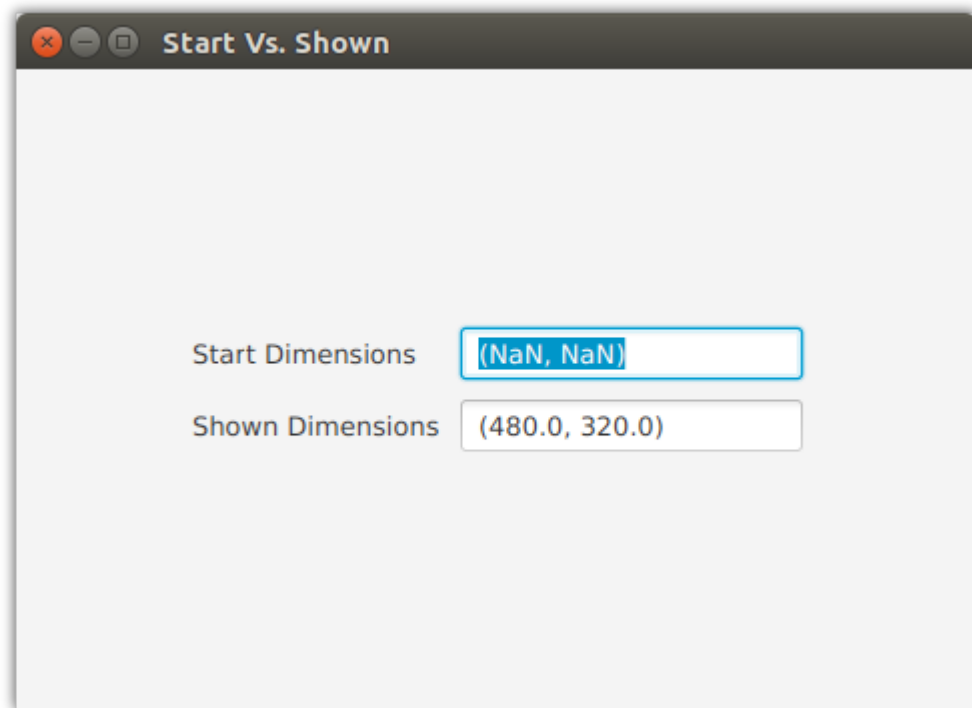 Start Vs. Shown
Start Dimensions (NaN, NaN)
Shown Dimensions (480.0, 320.0)